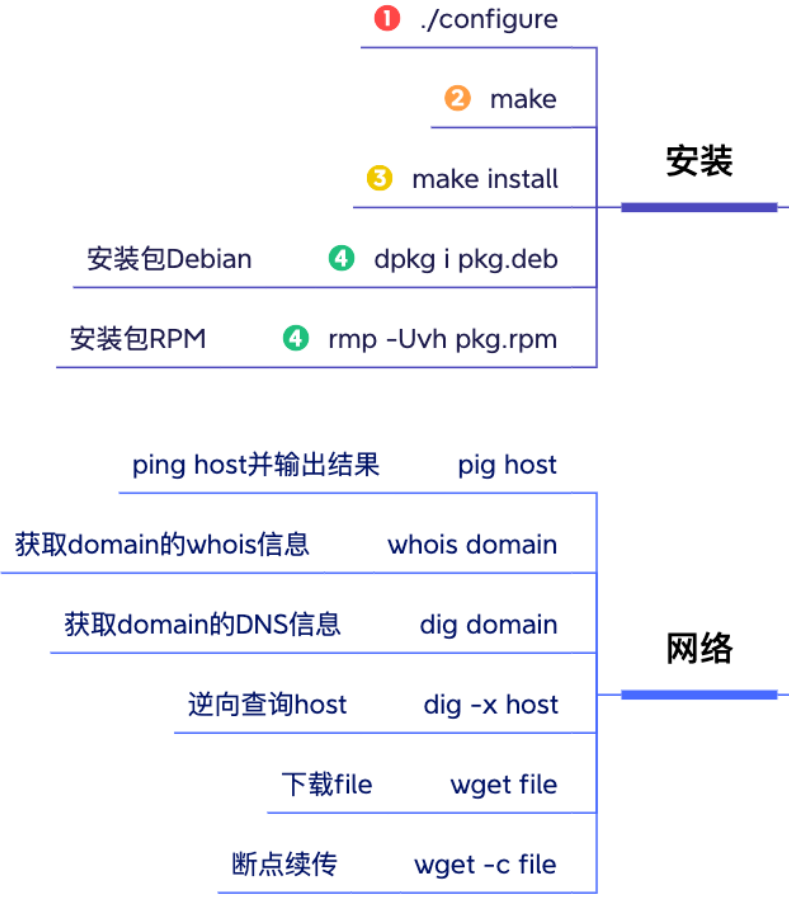 ❶ ./configure
❷ make
❸ make install
安装包Debian ❹ dpkg i pkg.deb
安装包RPM ❹ rmp -Uvh pkg.rpm
安装
ping host并输出结果 pig host
获取domain的whois信息 whois domain
获取domain的DNS信息 dig domain
逆向查询host dig -x host
下载file wget file
断点续传 wget -c file
网络